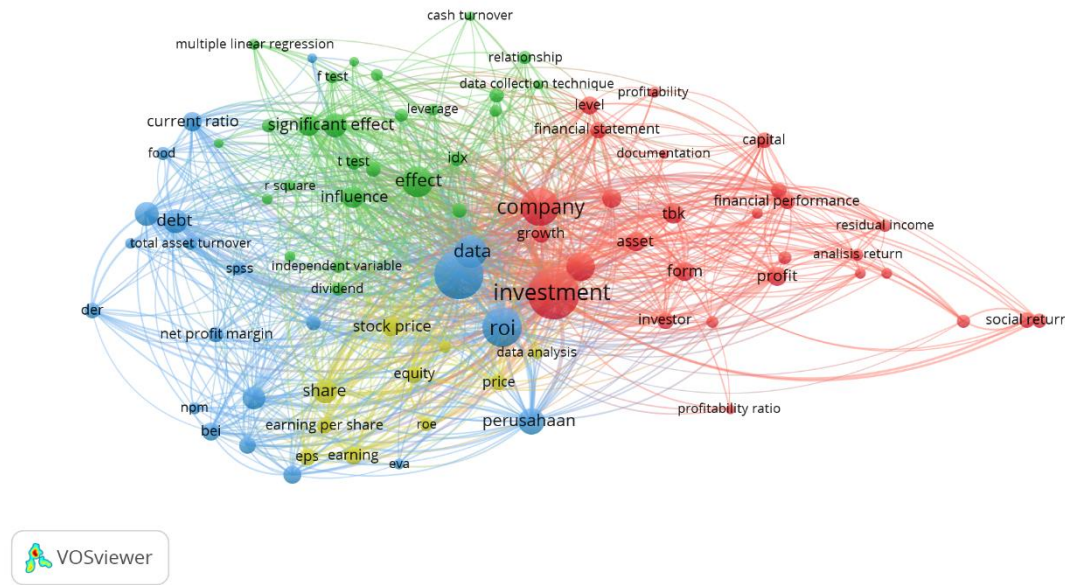 cash turnover
multiple linear regression
relationship
f test
data collection technique
profitability
leverage
level
current ratio
significant effect
financial statement
capital
food
t test
idx
documentation
r square
influence
effect
company
tbk
financial performance
debt
growth
residual income
total asset turnover
data
asset
analisis return
spss
independent variable
form
profit
dividend
investment
der
net profit margin
stock price
roi
investor
social return
data analysis
equity
price
share
npm
profitability ratio
bei
earning per share
roe
perusahaan
eps
earning
eva
VOSviewer